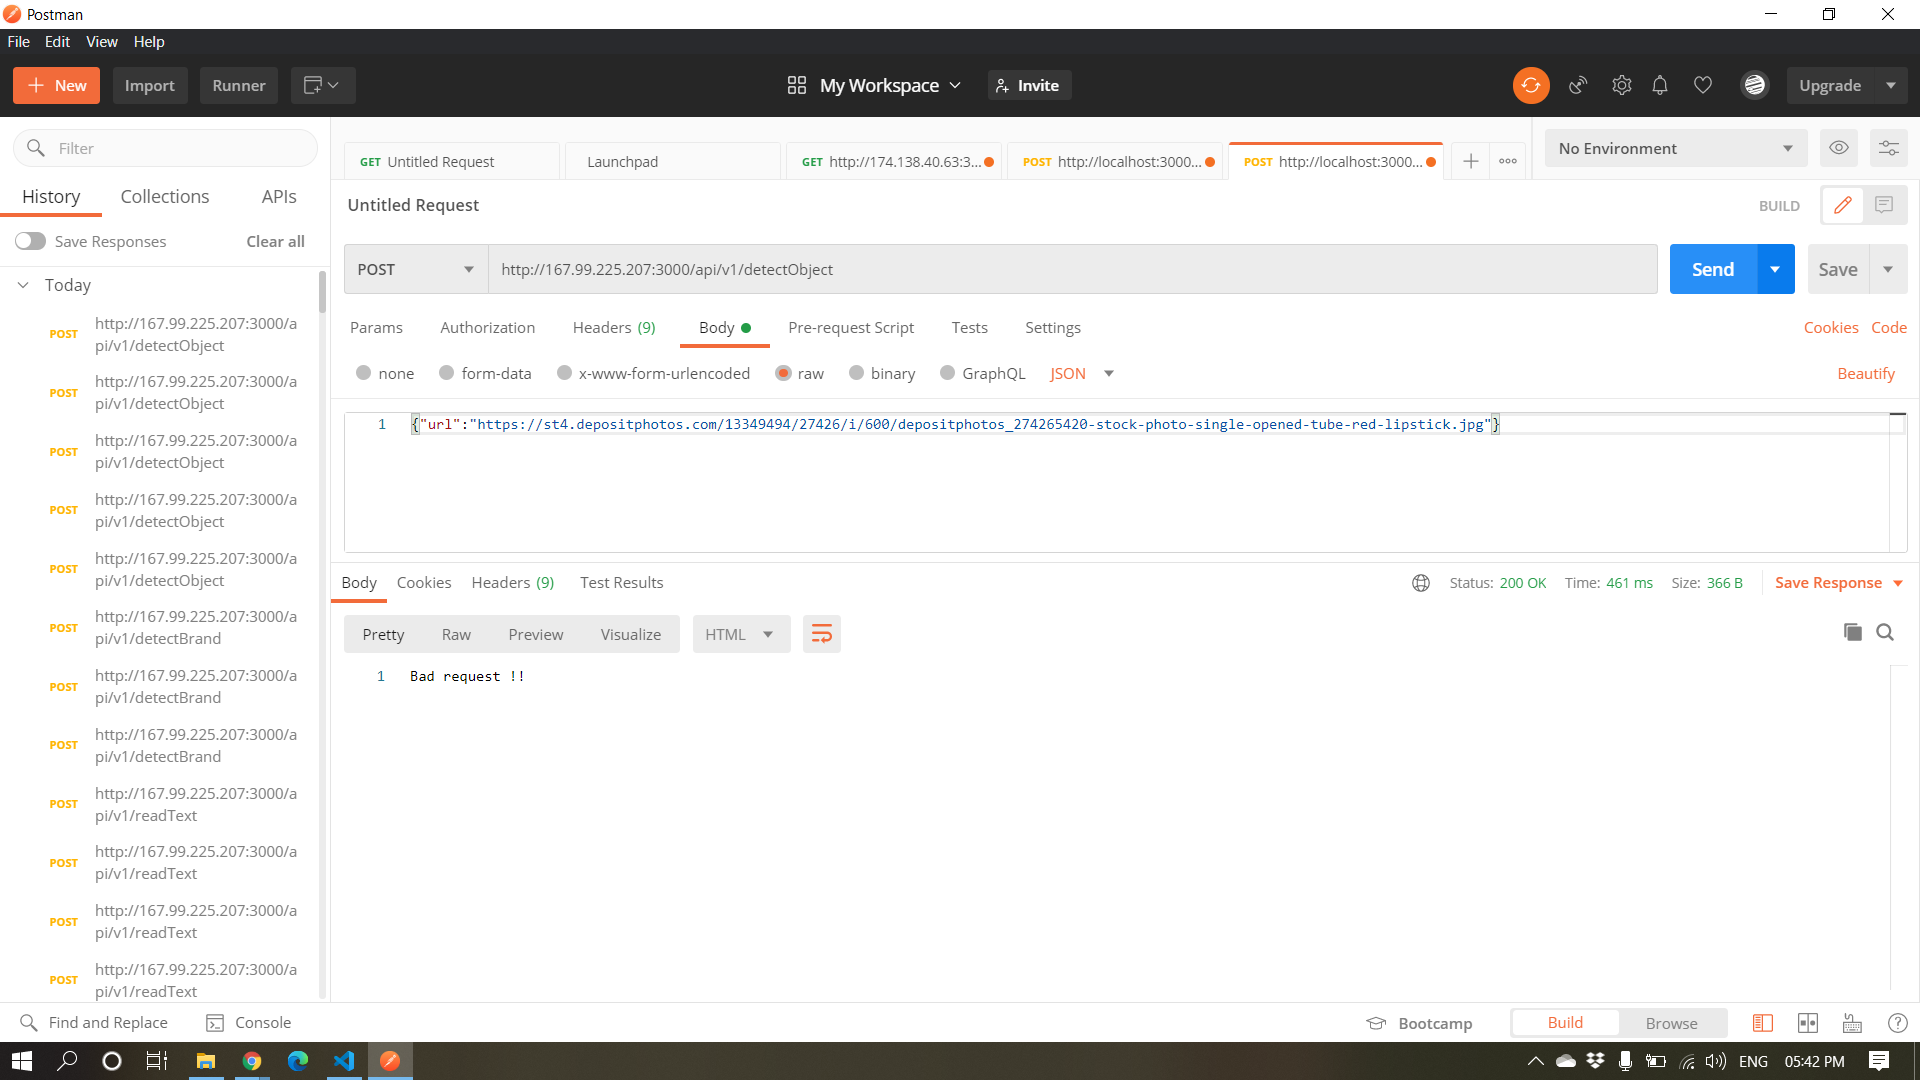 Postman
File Edit View Help
New Import Runner My Workspace Invite Upgrade
Filter
History Collections APIs
Save Responses Clear all
Today
POST http://167.99.225.207:3000/a
pi/v1/detectObject
POST http://167.99.225.207:3000/a
pi/v1/detectObject
POST http://167.99.225.207:3000/a
pi/v1/detectObject
POST http://167.99.225.207:3000/a
pi/v1/detectObject
POST http://167.99.225.207:3000/a
pi/v1/detectObject
POST http://167.99.225.207:3000/a
pi/v1/detectBrand
POST http://167.99.225.207:3000/a
pi/v1/detectBrand
POST http://167.99.225.207:3000/a
pi/v1/detectBrand
POST http://167.99.225.207:3000/a
pi/v1/readText
POST http://167.99.225.207:3000/a
pi/v1/readText
POST http://167.99.225.207:3000/a
pi/v1/readText
POST http://167.99.225.207:3000/a
pi/v1/readText
GET Untitled Request Launchpad GET http://174.138.40.63:3... POST http://localhost:3000... POST http://localhost:3000... No Environment
Untitled Request BUILD
POST http://167.99.225.207:3000/api/v1/detectObject Send Save
Params Authorization Headers (9) Body Pre-request Script Tests Settings Cookies Code
none form-data x-www-form-urlencoded raw binary GraphQL JSON Beautify
1 {"url":"https://st4.depositphotos.com/13349494/27426/i/600/depositphotos_274265420-stock-photo-single-opened-tube-red-lipstick.jpg"}
Body Cookies Headers (9) Test Results Status: 200 OK Time: 461 ms Size: 366 B Save Response
Pretty Raw Preview Visualize HTML
1 Bad request !!
Find and Replace Console Bootcamp Build Browse
ENG 05:42 PM